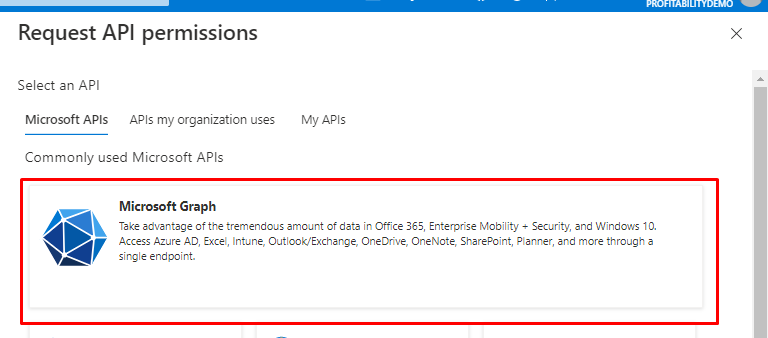 PROFITABILITYDEMO
Request API permissions
Select an API
Microsoft APIs APIs my organization uses My APIs
Commonly used Microsoft APIs
Microsoft Graph
Take advantage of the tremendous amount of data in Office 365, Enterprise Mobility + Security, and Windows 10.
Access Azure AD, Excel, Intune, Outlook/Exchange, OneDrive, OneNote, SharePoint, Planner, and more through a
single endpoint.